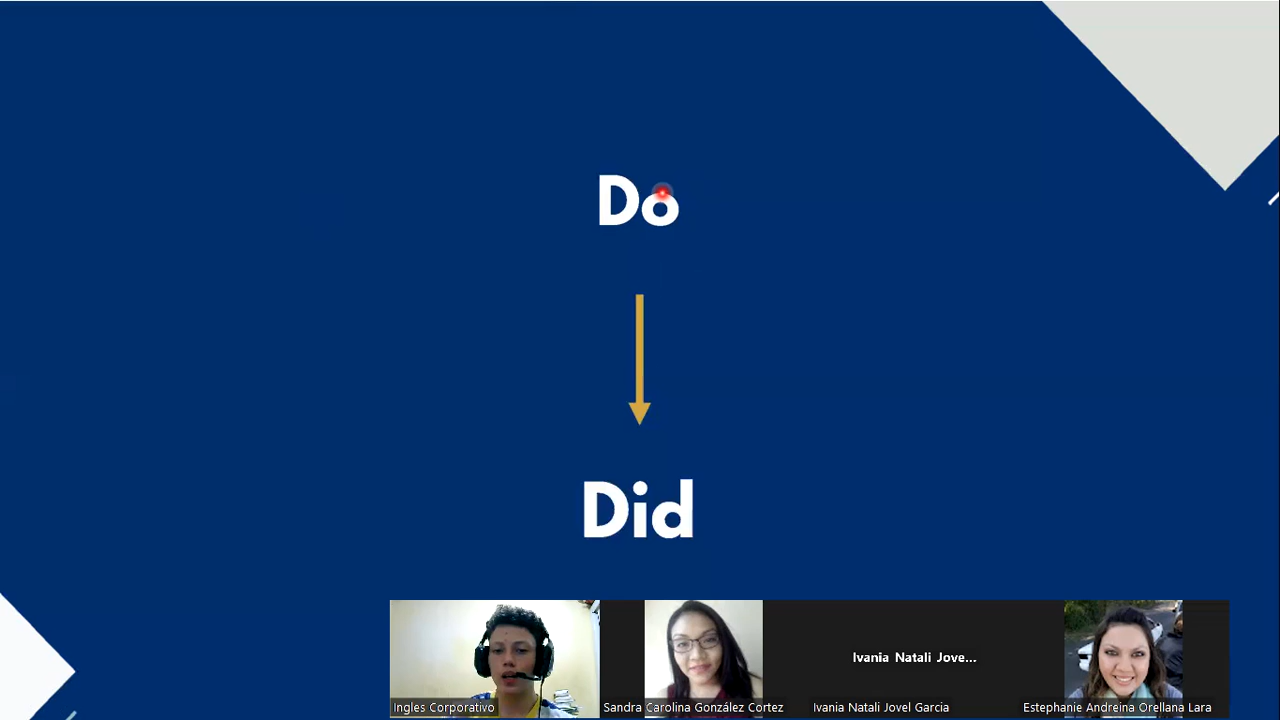 Do
Did
Ivania Natali Jove...
Ingles Corporativo
Sandra Carolina González Cortez
Ivania Natali Jovel Garcia
Estephanie Andreina Orellana Lara